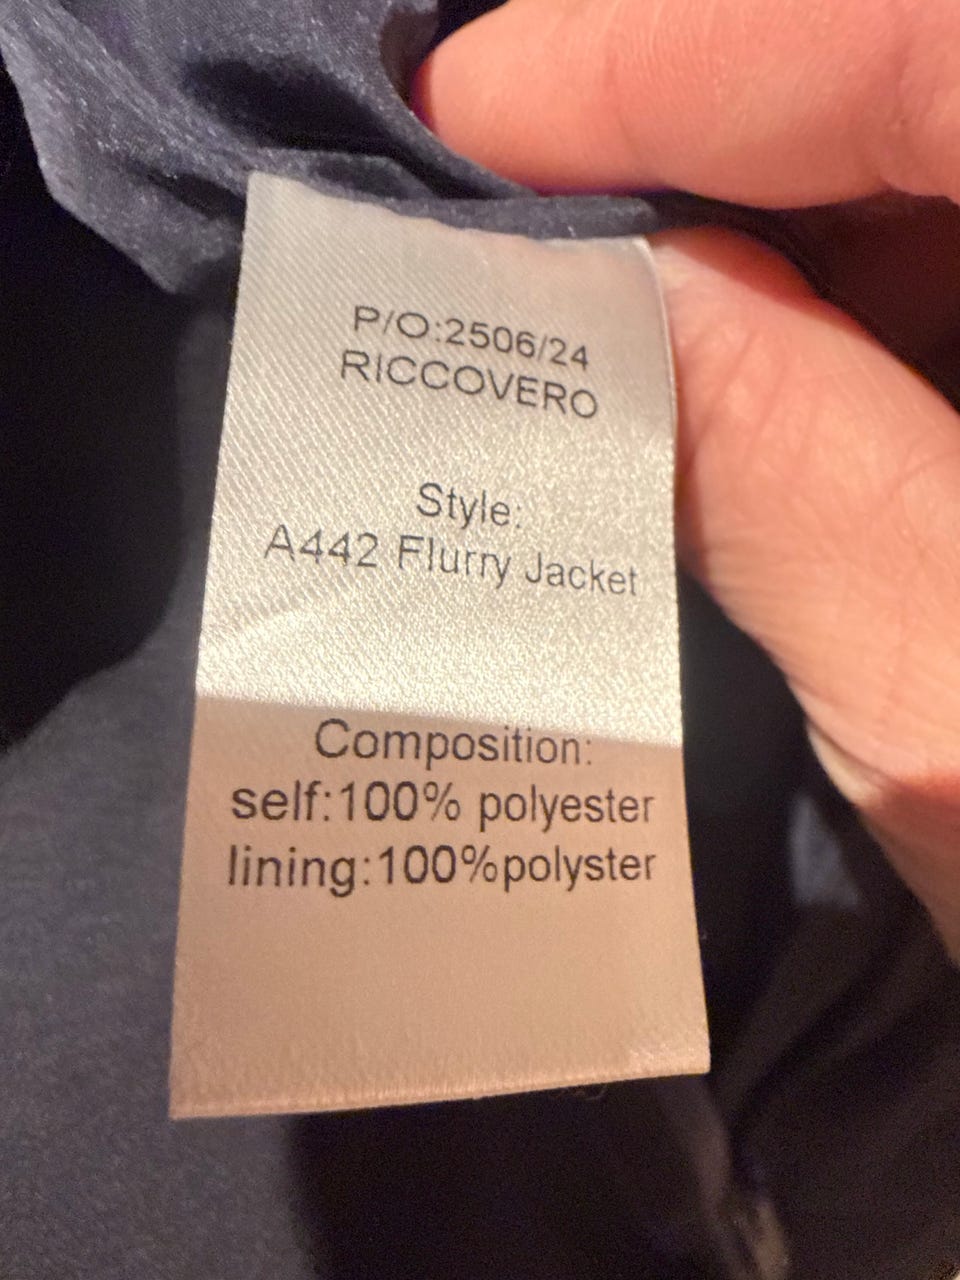 P/O:2506/24
RICCOVERO
Style:
A442 Flurry Jacket
Composition:
self:100% polyester
lining:100%polyster